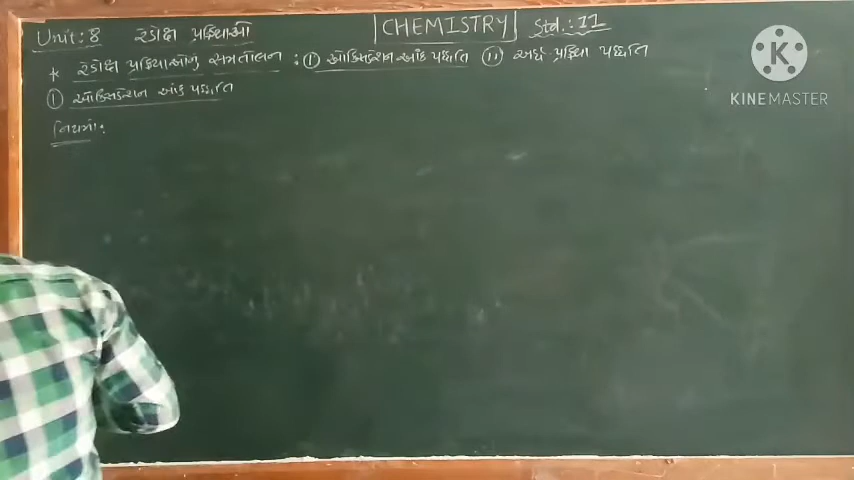 Unit: 8 રેડોક્ષ પ્રક્રિયાઓ |CHEMISTRY| Std.: 11
* રેડોક્ષ પ્રક્રિયાઓનું સમતોલન : (i) ઓક્સિડેશન આંક પદ્ધતિ (ii) અર્ધ પ્રક્રિયા પદ્ધતિ
(i) ઓક્સિડેશન આંક પદ્ધતિ
નિયમો:
K
KINEMASTER